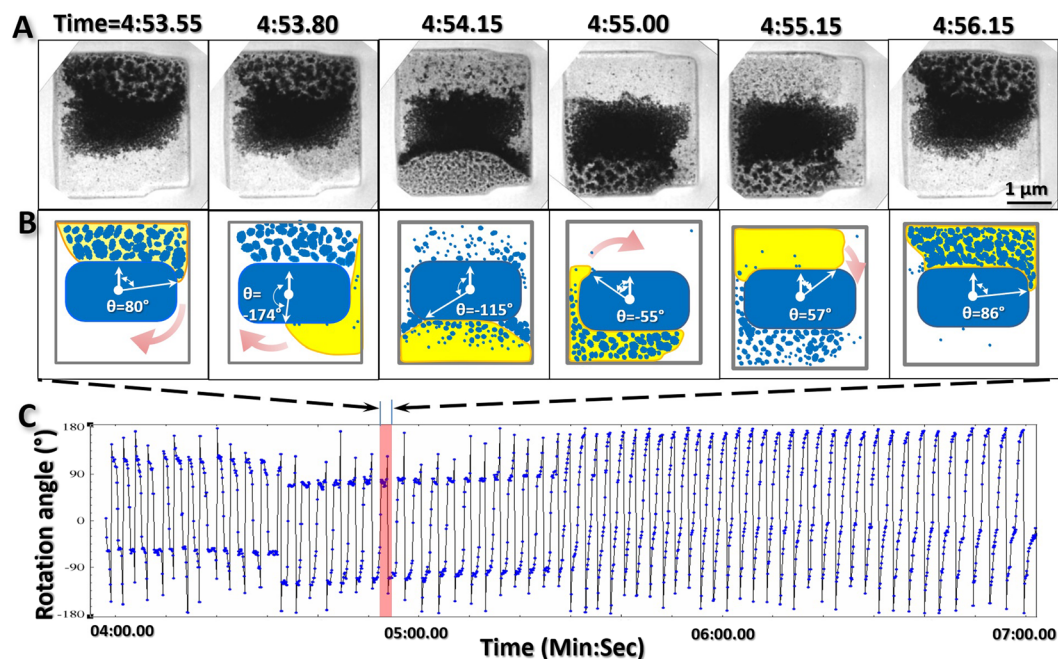 A Time=4:53.55 4:53.80 4:54.15 4:55.00 4:55.15 4:56.15
1 μm
B
θ=80° θ= -174° θ=-115° θ=-55° θ=57° θ=86°
C
Rotation angle (°)
180
90
0
-90
-180
04:00.00 05:00.00 06:00.00 07:00.00
Time (Min:Sec)